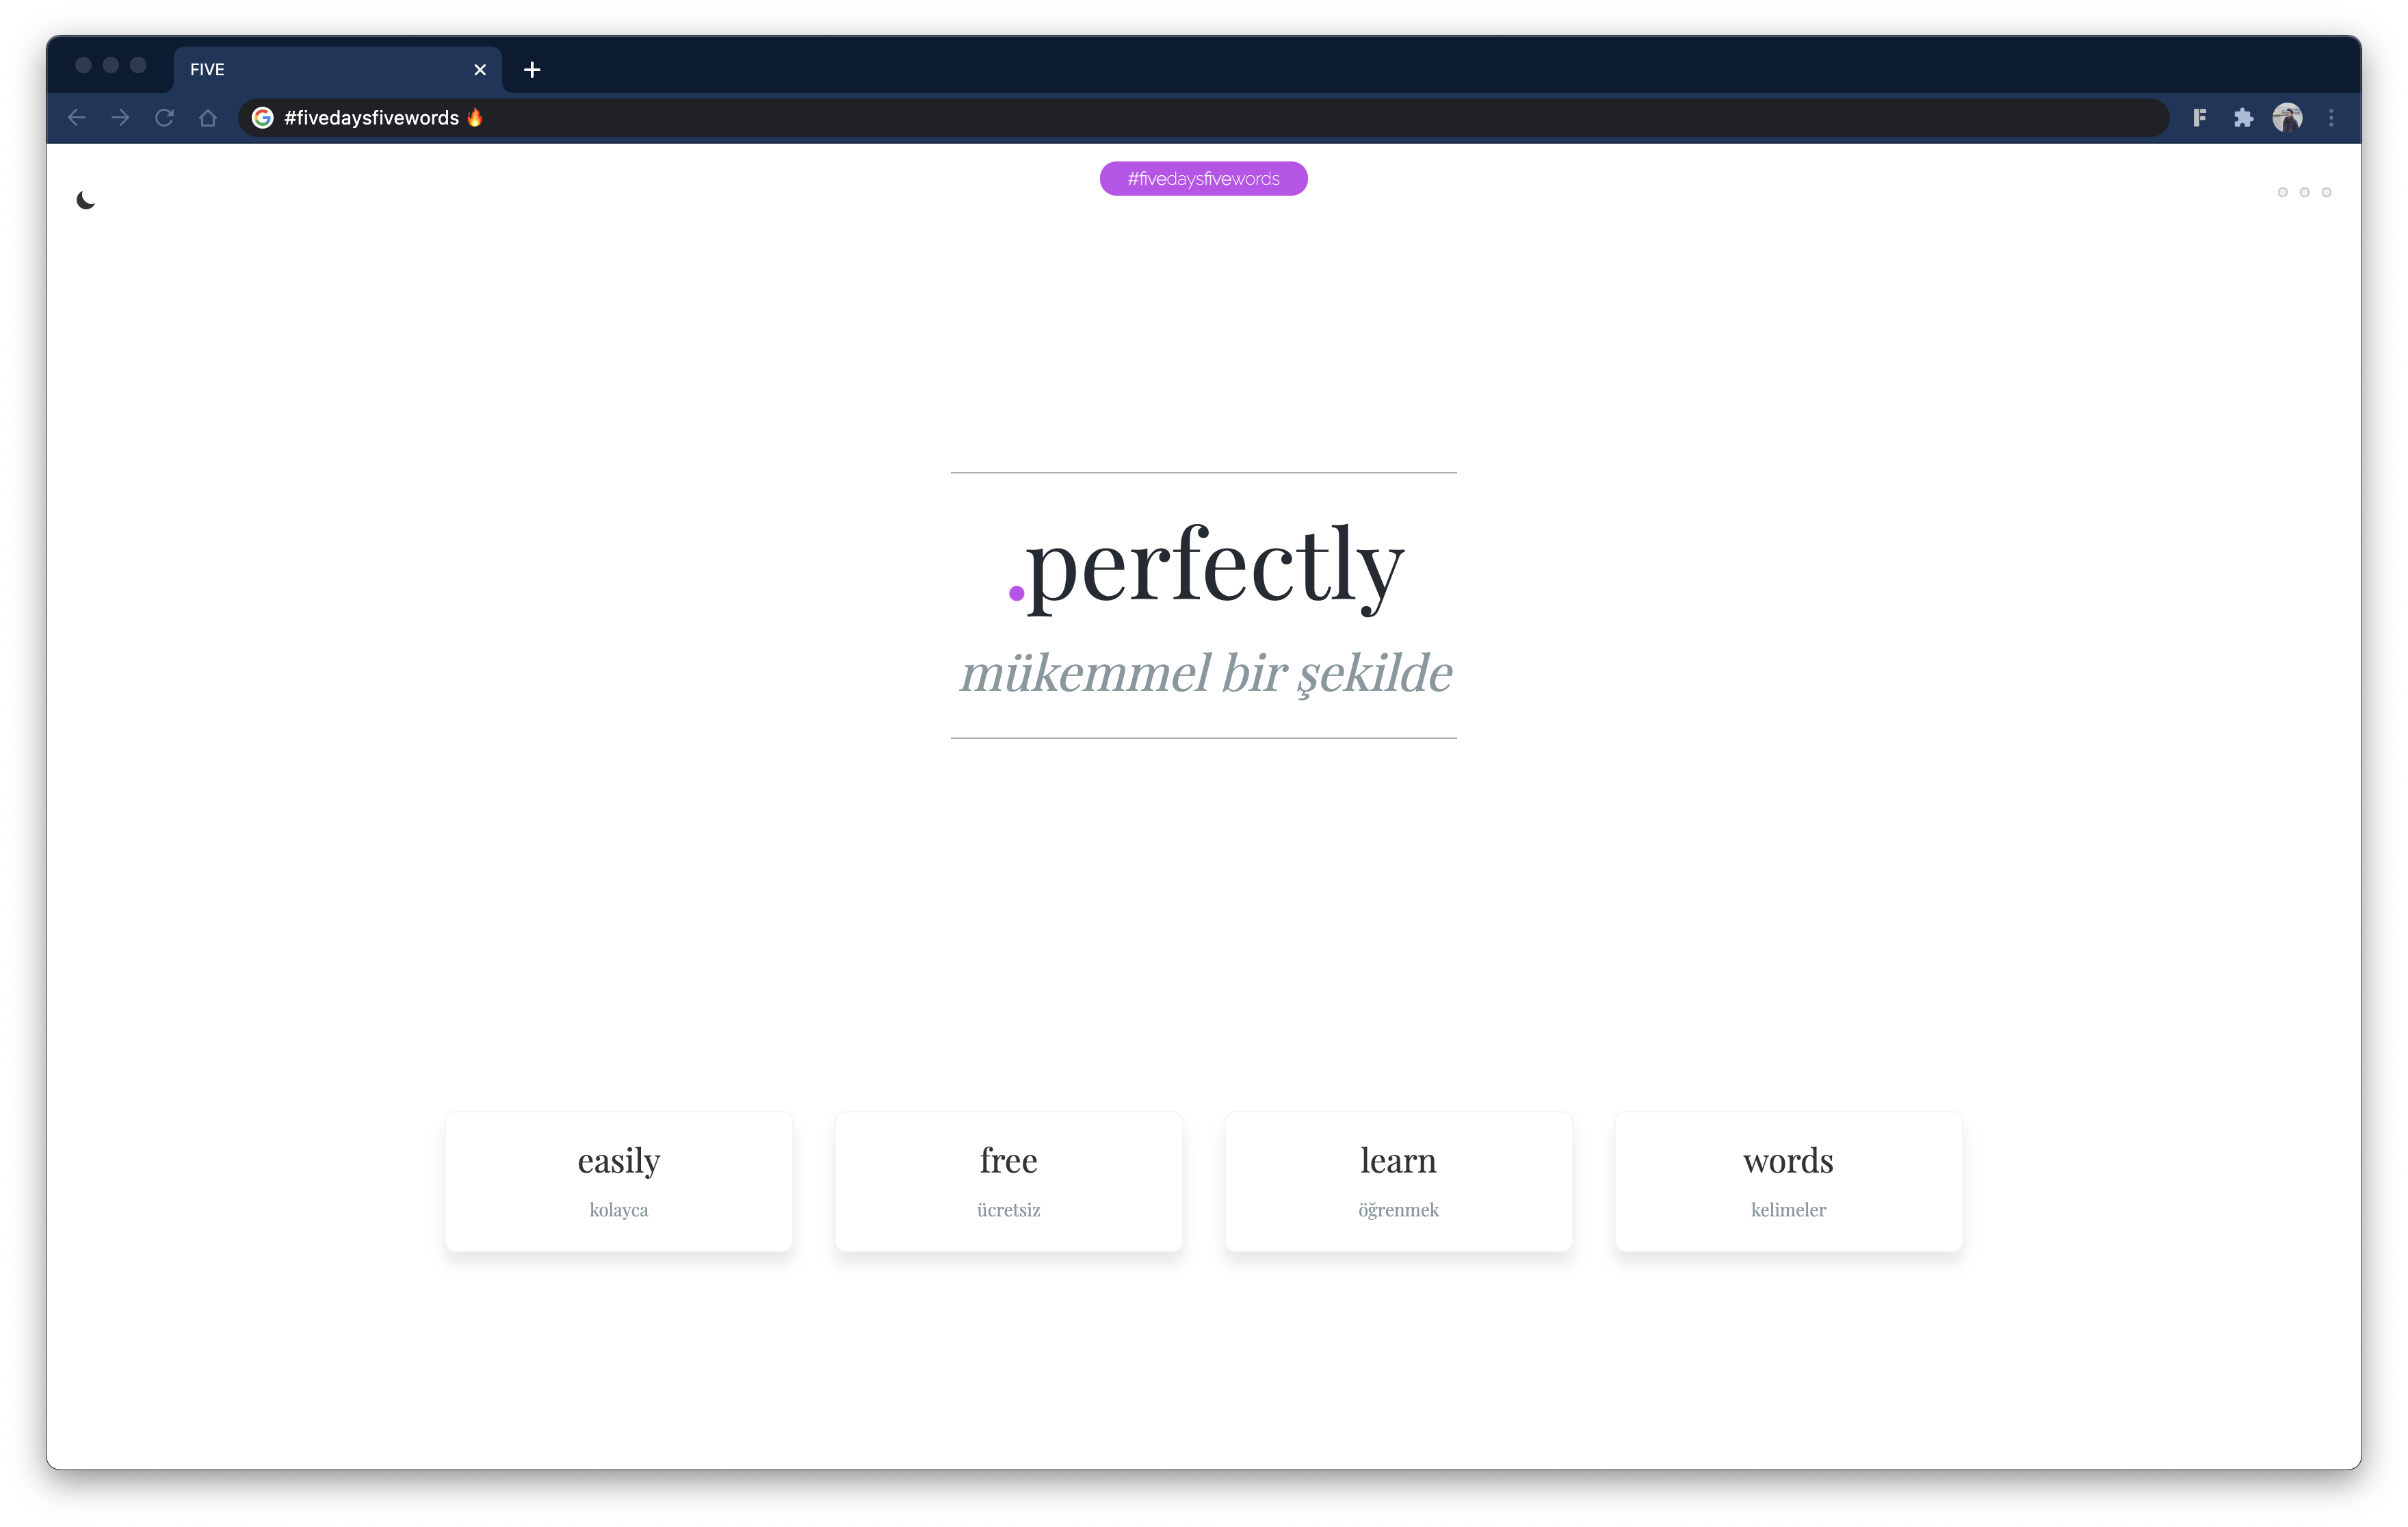 FIVE
#fivedaysfivewords 🔥
#fivedaysfivewords
.perfectly
mükemmel bir şekilde
easily
kolayca
free
ücretsiz
learn
öğrenmek
words
kelimeler